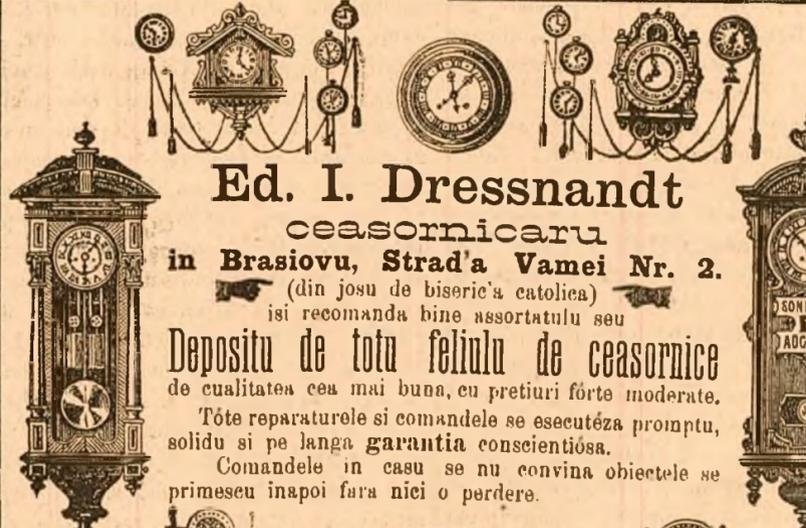 Ed. I. Dressnandt
ceasornicaru
in Brasiovu, Strad'a Vamei Nr. 2.
(din josu de biseric'a catolica)
isi recomanda bine assortatulu seu
Depositu de totu feliulu de ceasornice
de cualitatea cea mai buna, cu pretiuri fórte moderate.
Tóte reparaturele si comandele se esecutéza promptu,
solidu si pe langa garantia conscientiósa.
Comandele in casu se nu convina obiectele se
primescu inapoi fara nici o perdere.
SON
AUG